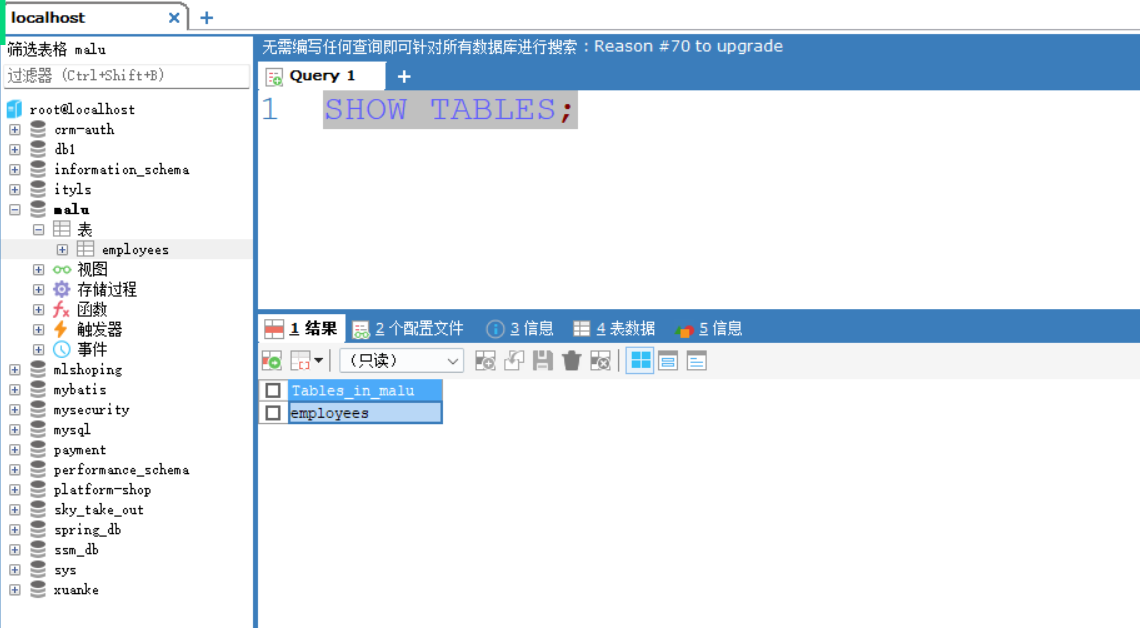 localhost
筛选表格 malu
过滤器 (Ctrl+Shift+B)
root@localhost
crm-auth
db1
information_schema
ityls
malu
表
employees
视图
存储过程
函数
触发器
事件
mlshoping
mybatis
mysecurity
mysql
payment
performance_schema
platform-shop
sky_take_out
spring_db
ssm_db
sys
xuanke
无需编写任何查询即可针对所有数据库进行搜索：Reason #70 to upgrade
Query 1
1 SHOW TABLES;
1 结果 2 个配置文件 3 信息 4 表数据 5 信息
（只读）
Tables_in_malu
employees